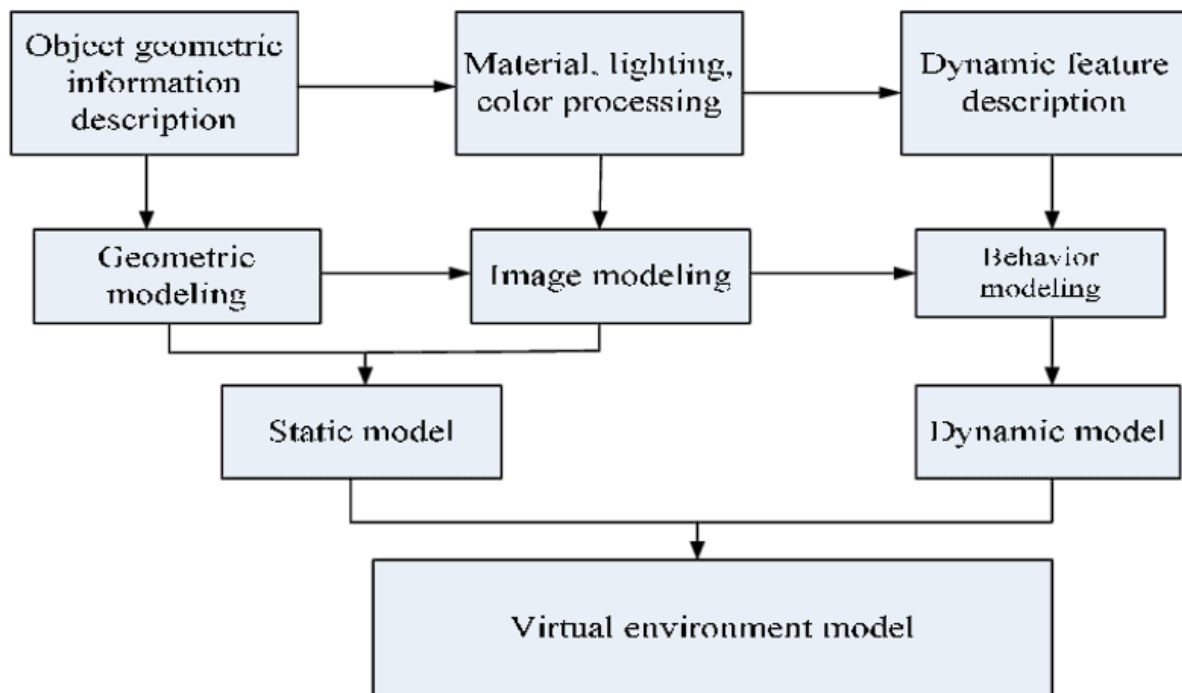 Object geometric
information
description
Material, lighting,
color processing
Dynamic feature
description
Geometric
modeling
Image modeling
Behavior
modeling
Static model
Dynamic model
Virtual environment model